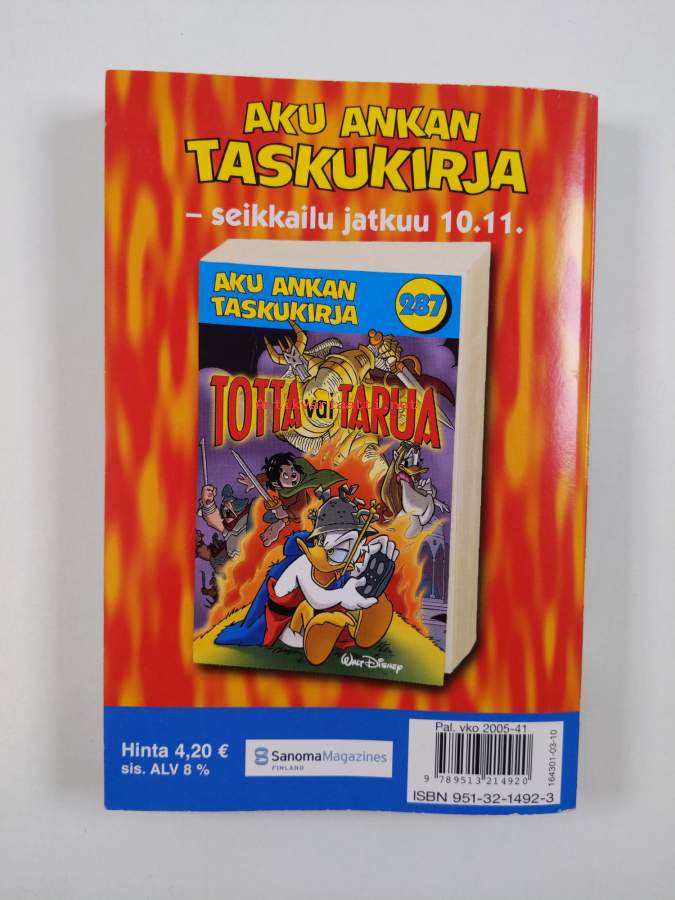 AKU ANKAN
TASKUKIRJA
– seikkailu jatkuu 10.11.
AKU ANKAN
TASKUKIRJA
287
TOTTA vai TARUA
WALT DISNEY
Pal. vko 2005-41
164301-03-10
Hinta 4,20 €
sis. ALV 8 %
SanomaMagazines
FINLAND
9 789513 214920
ISBN 951-32-1492-3